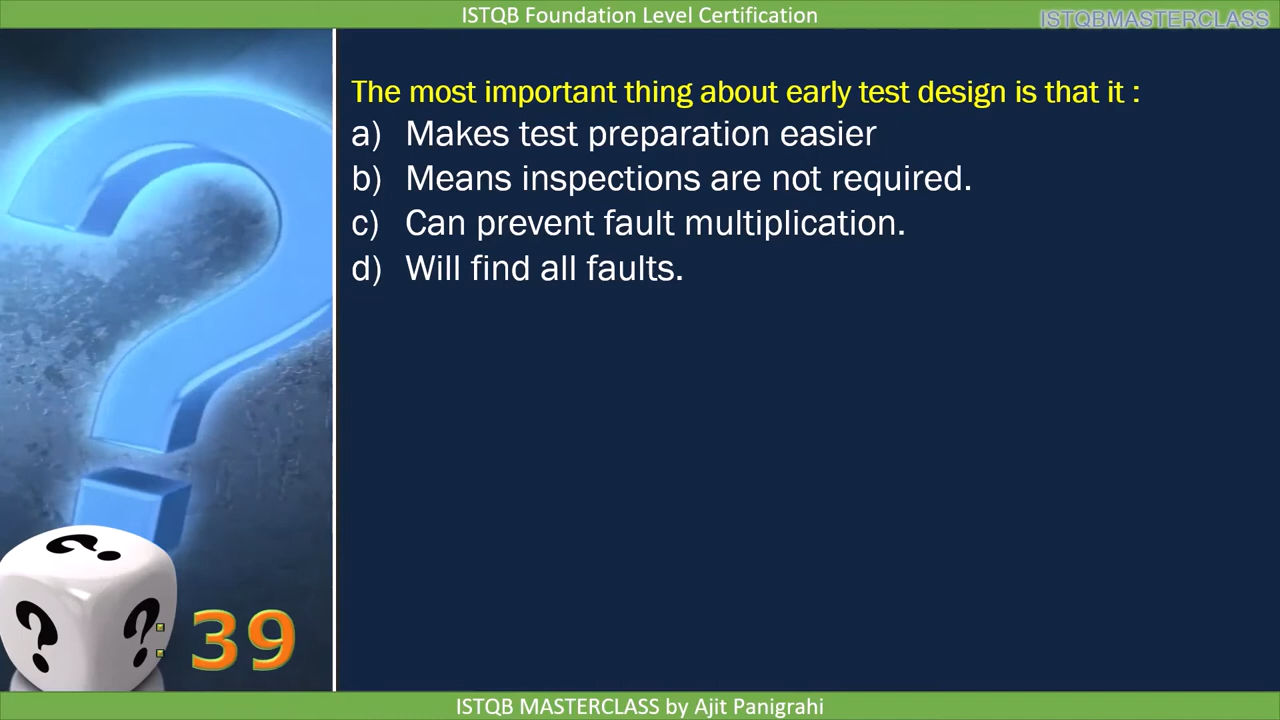 ISTQB Foundation Level Certification
ISTQBMASTERCLASS
The most important thing about early test design is that it :
a) Makes test preparation easier
b) Means inspections are not required.
c) Can prevent fault multiplication.
d) Will find all faults.
? ? ?
: 39
ISTQB MASTERCLASS by Ajit Panigrahi